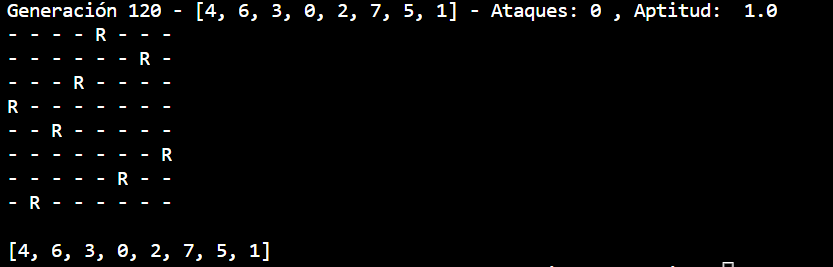 Generación 120 - [4, 6, 3, 0, 2, 7, 5, 1] - Ataques: 0 , Aptitud:  1.0
- - - - R - - -
- - - - - - R -
- - - R - - - -
R - - - - - - -
- - R - - - - -
- - - - - - - R
- - - - - R - -
- R - - - - - -
[4, 6, 3, 0, 2, 7, 5, 1]